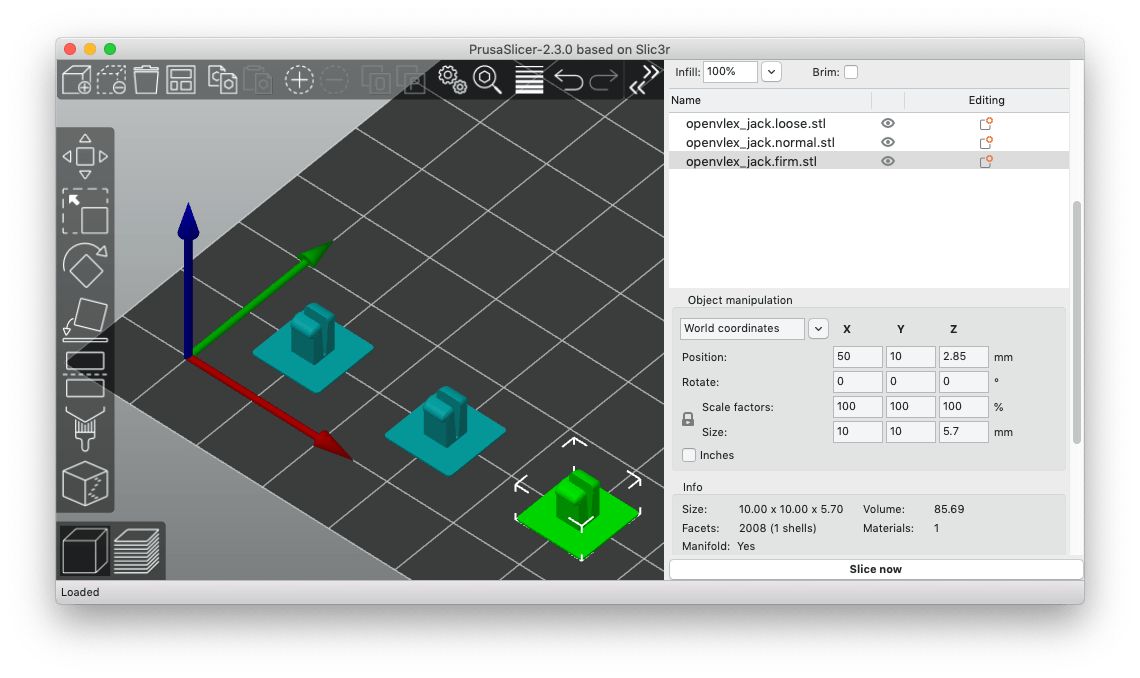 PrusaSlicer-2.3.0 based on Slic3r
Infill: 100% Brim:
Name Editing
openvlex_jack.loose.stl
openvlex_jack.normal.stl
openvlex_jack.firm.stl
Object manipulation
World coordinates X Y Z
Position: 50 10 2.85 mm
Rotate: 0 0 0 °
Scale factors: 100 100 100 %
Size: 10 10 5.7 mm
Inches
Info
Size: 10.00 x 10.00 x 5.70 Volume: 85.69
Facets: 2008 (1 shells) Materials: 1
Manifold: Yes
Slice now
Loaded